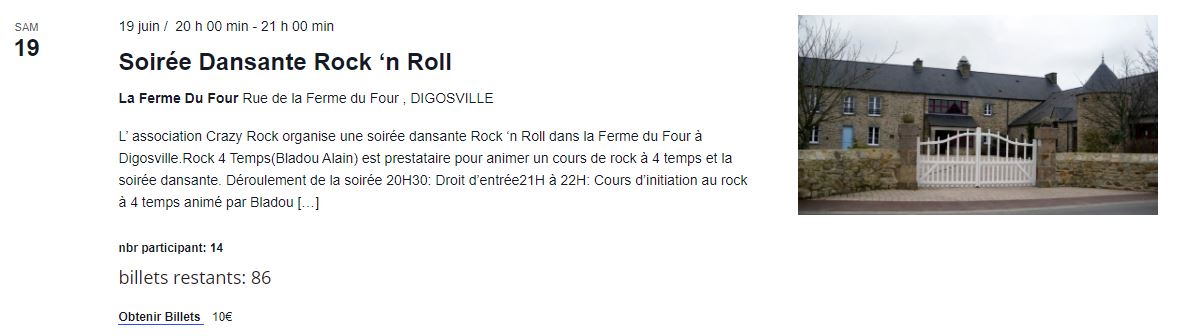 SAM
19
19 juin / 20 h 00 min - 21 h 00 min
Soirée Dansante Rock ‘n Roll
La Ferme Du Four Rue de la Ferme du Four , DIGOSVILLE
L’ association Crazy Rock organise une soirée dansante Rock ‘n Roll dans la Ferme du Four à
Digosville.Rock 4 Temps(Bladou Alain) est prestataire pour animer un cours de rock à 4 temps et la
soirée dansante. Déroulement de la soirée 20H30: Droit d’entrée21H à 22H: Cours d’initiation au rock
à 4 temps animé par Bladou […]
nbr participant: 14
billets restants: 86
Obtenir Billets 10€